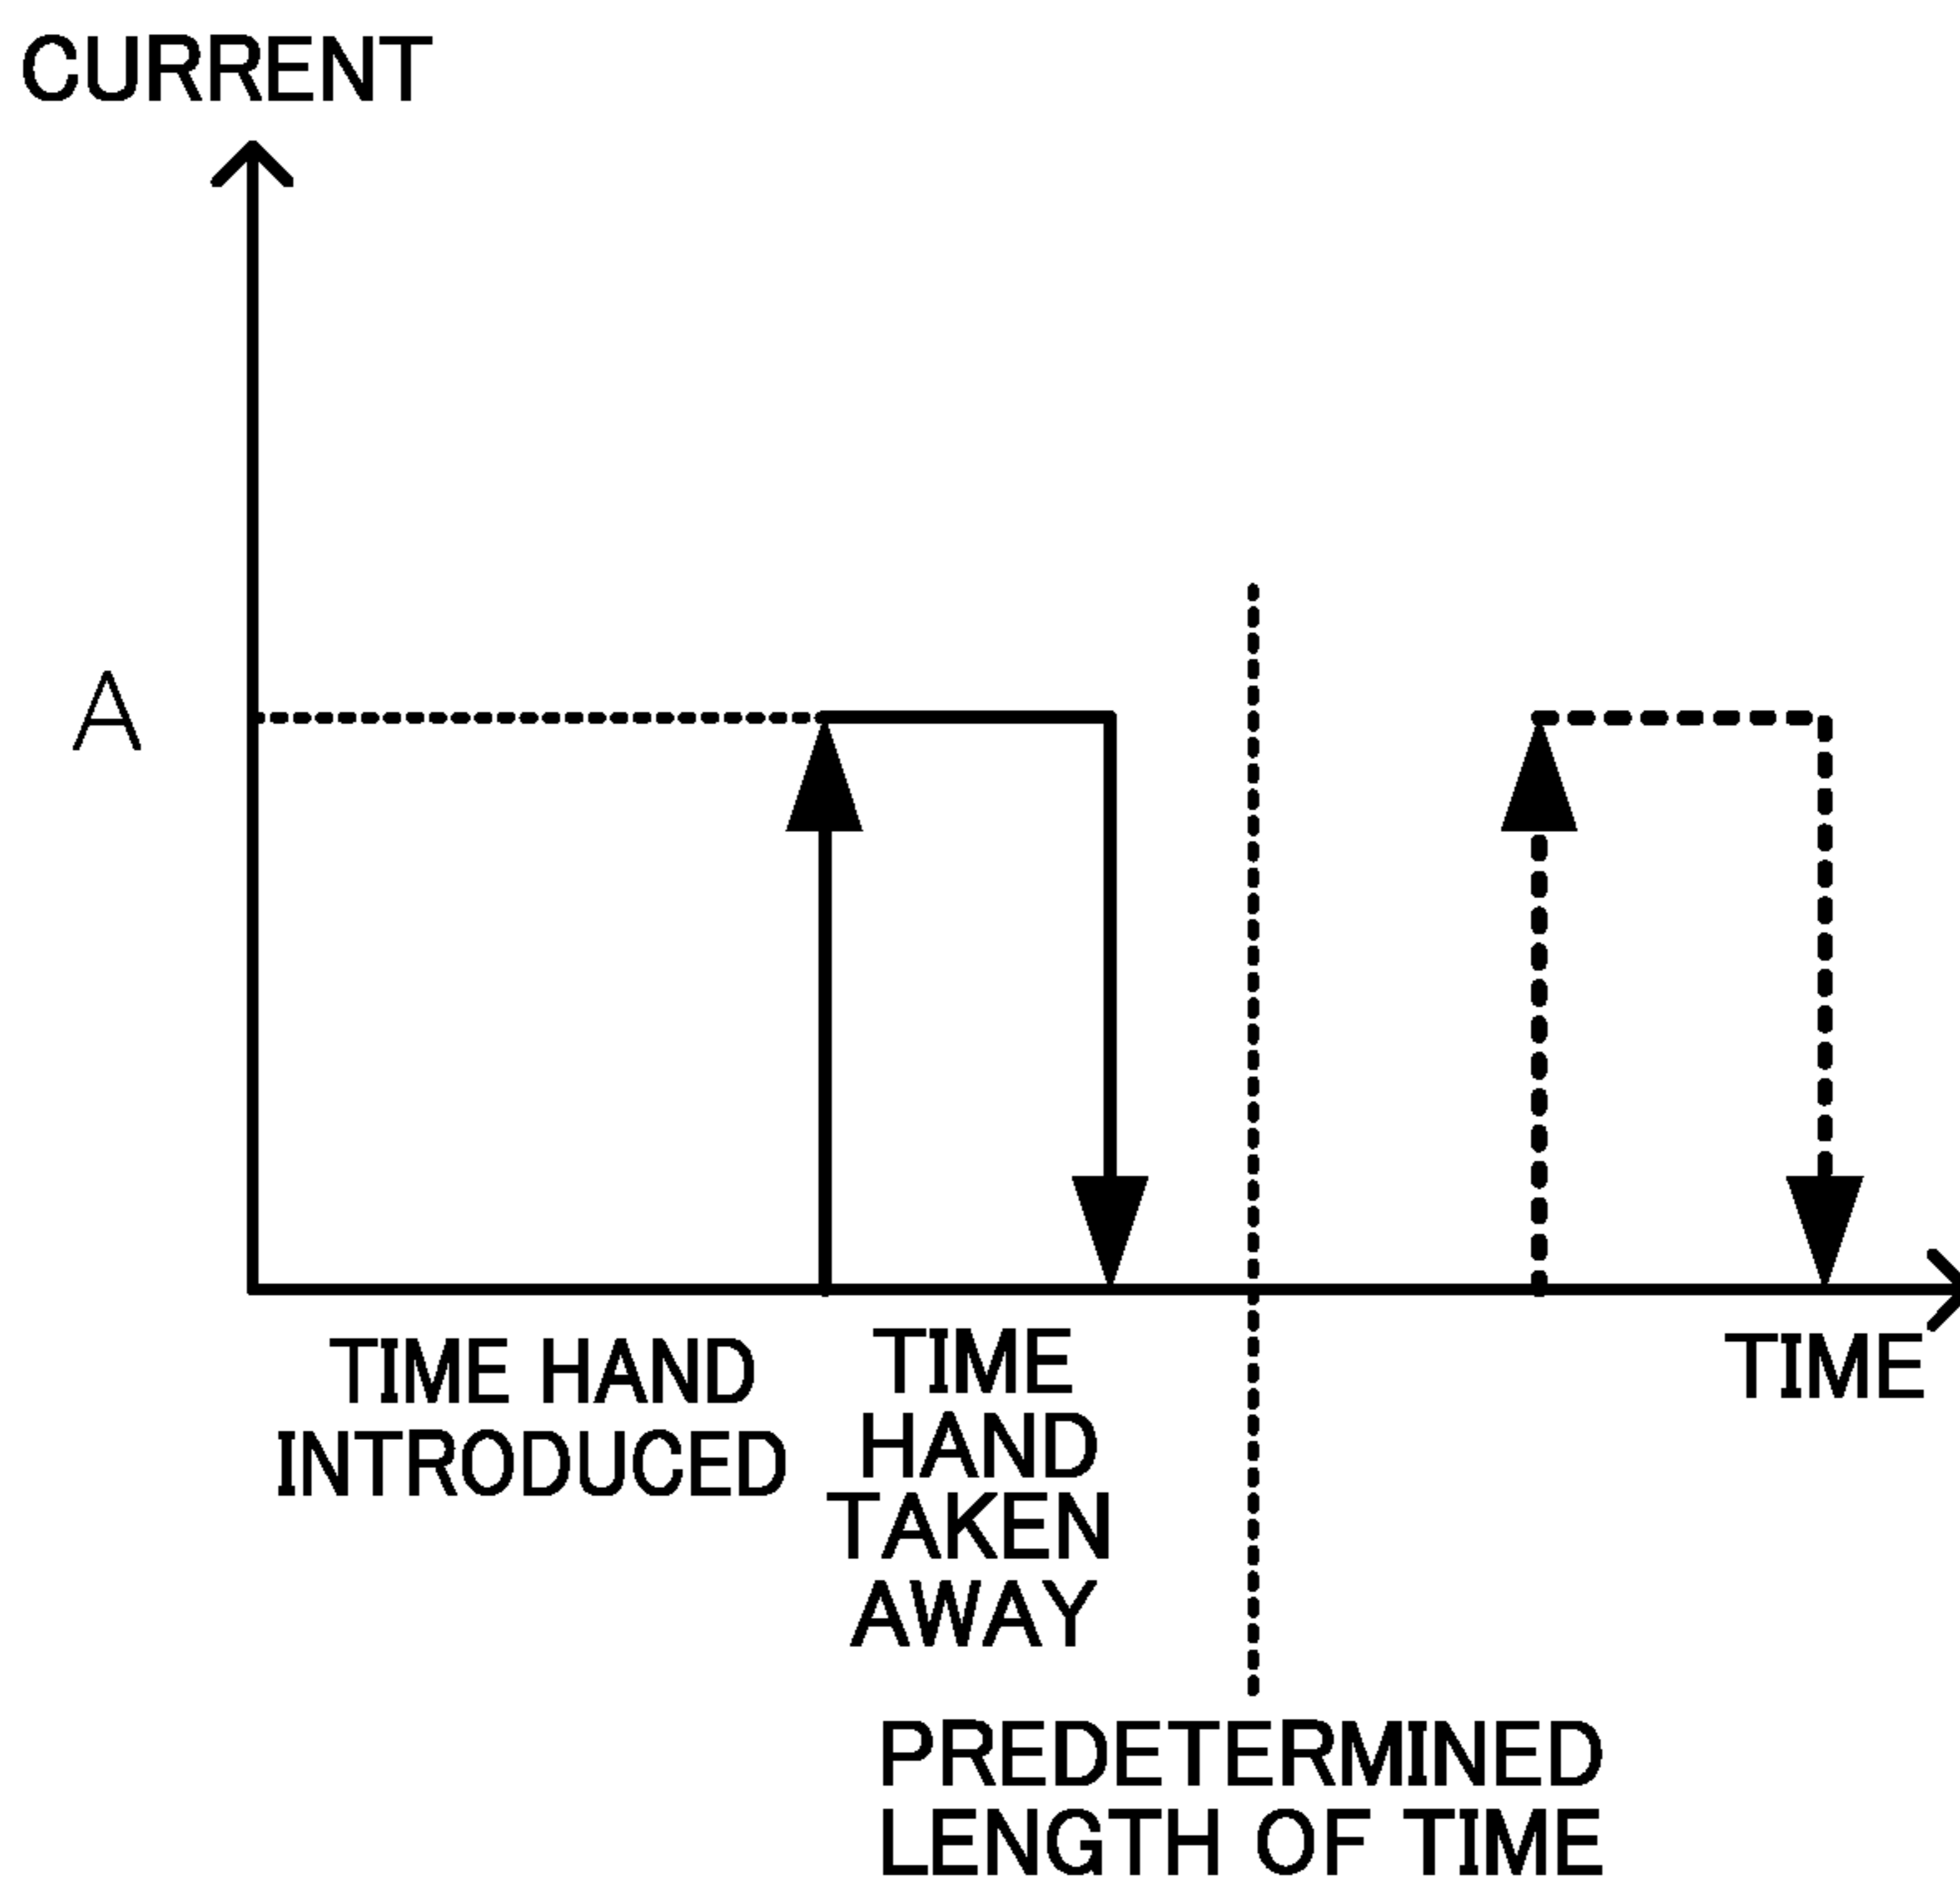 CURRENT
A
TIME HAND
INTRODUCED
TIME
HAND
TAKEN
AWAY
TIME
PREDETERMINED
LENGTH OF TIME